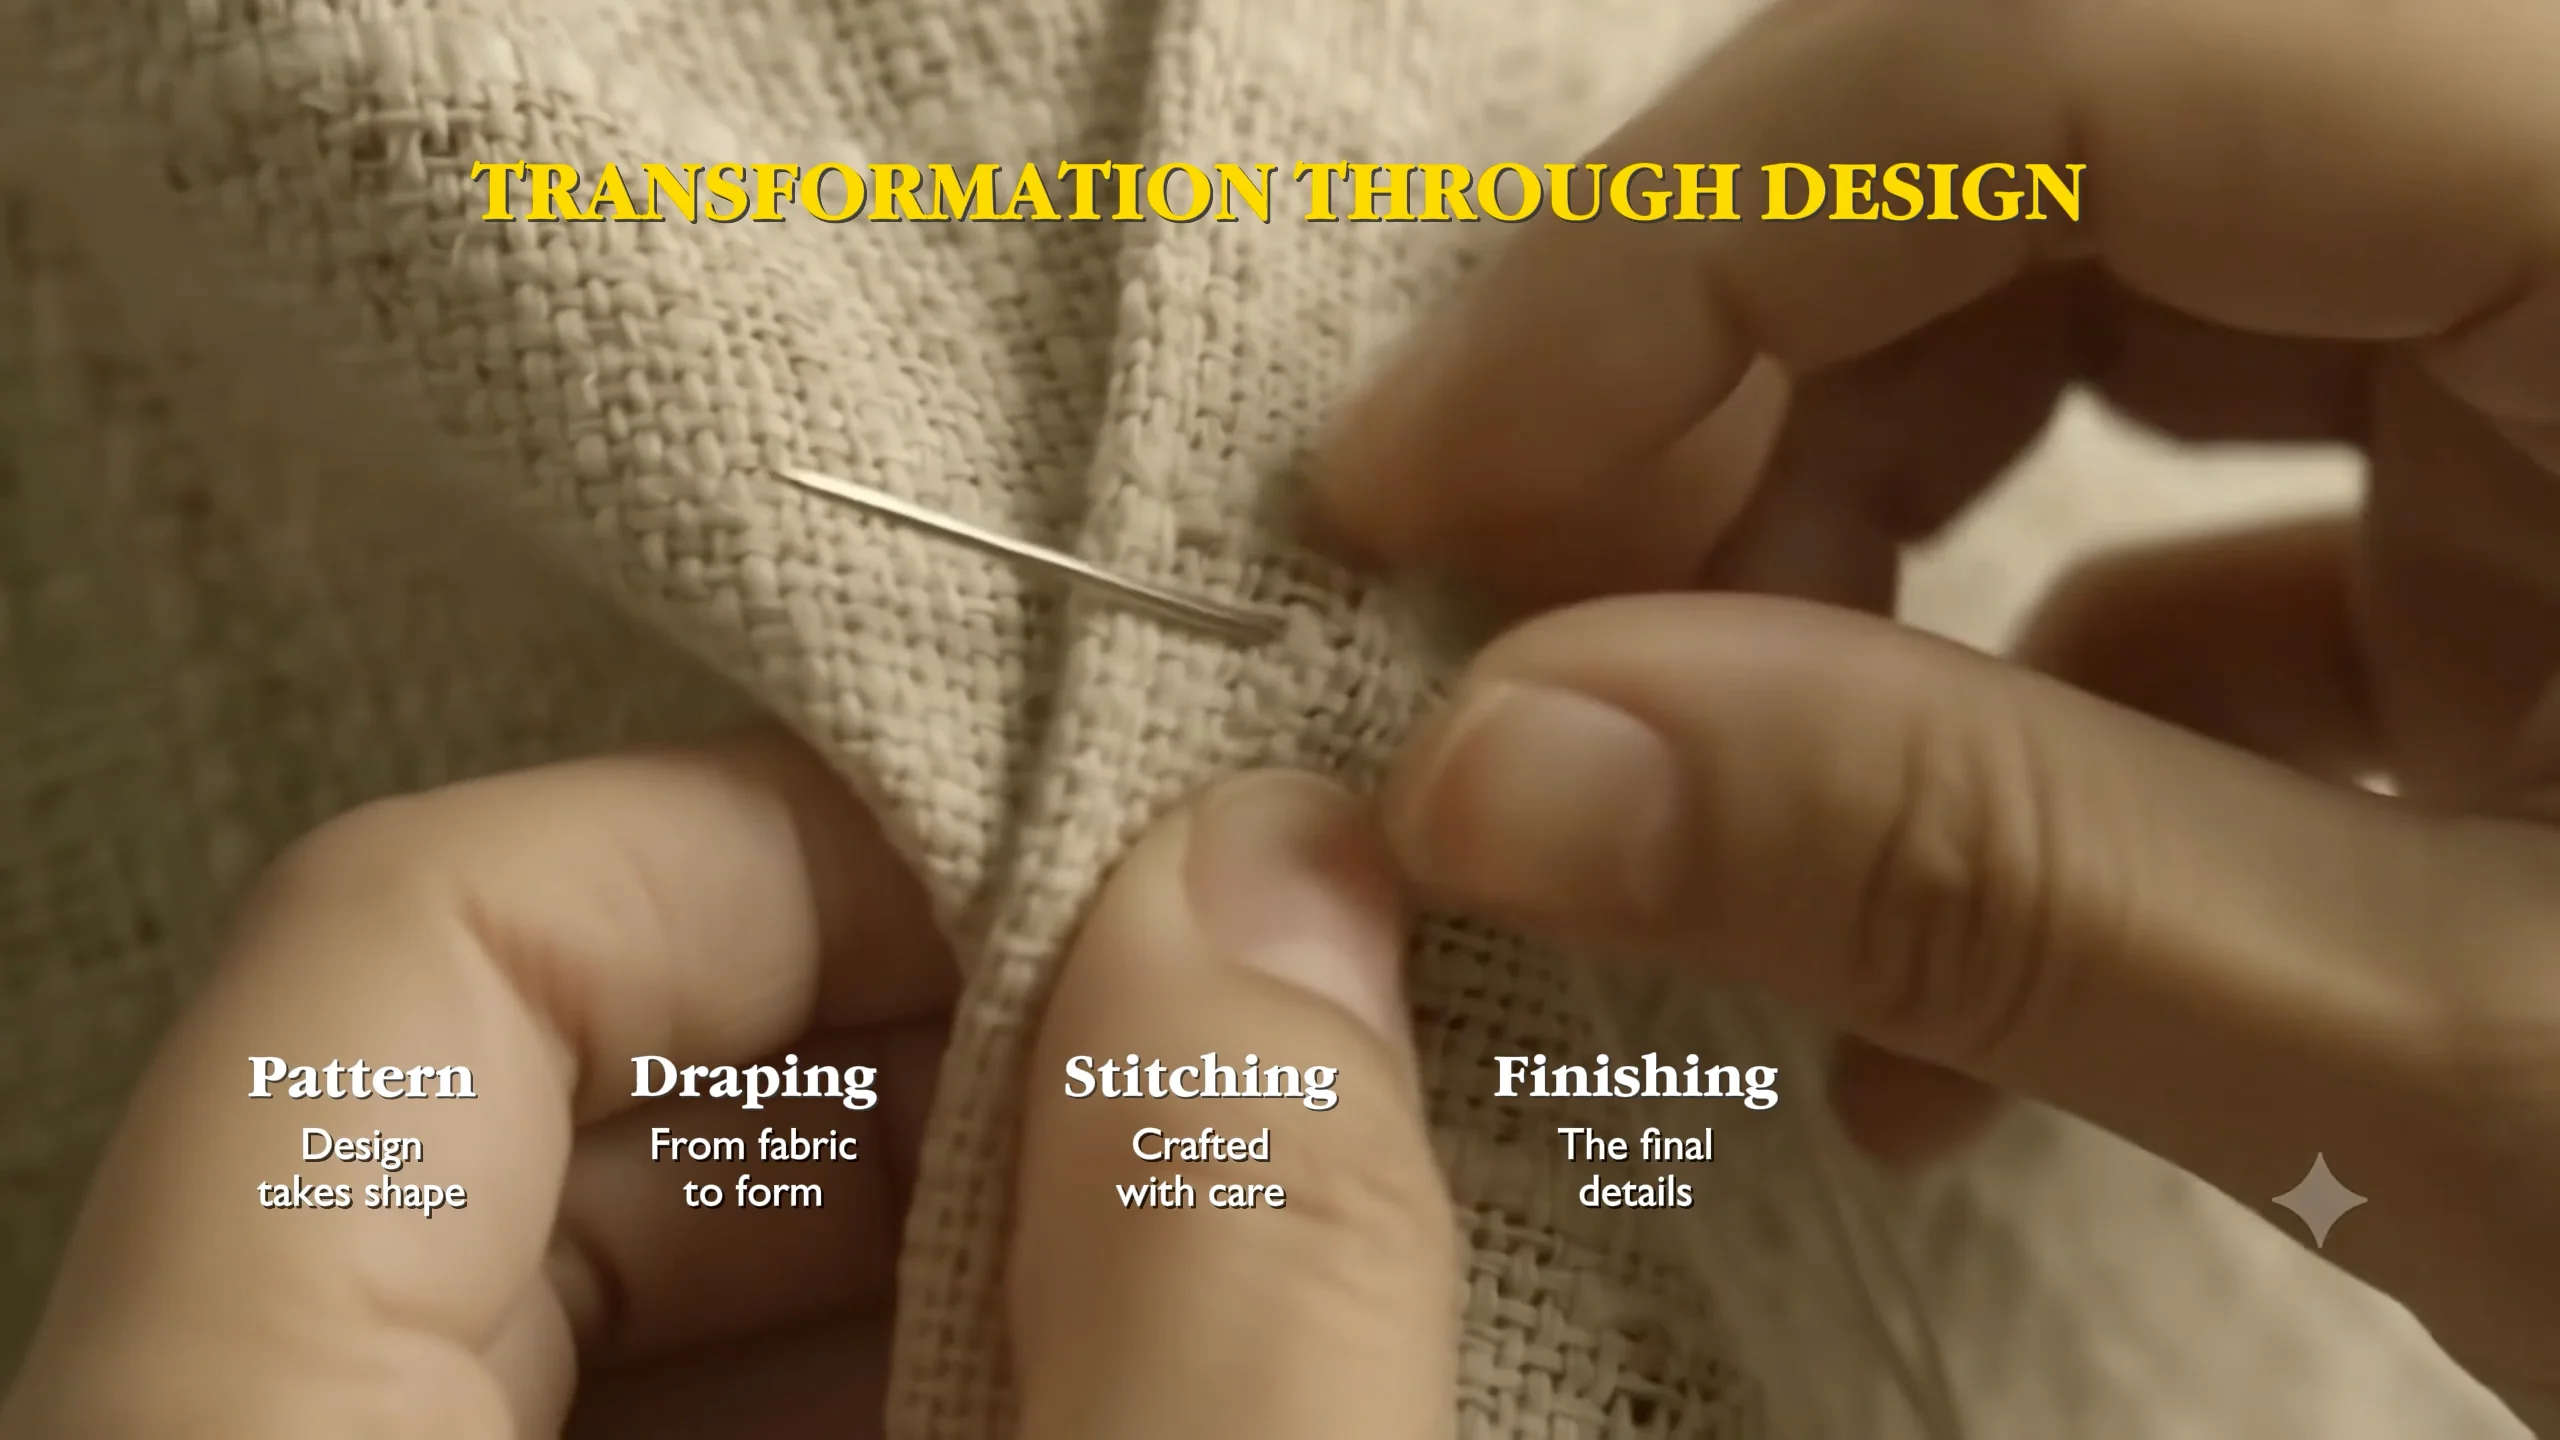 TRANSFORMATION THROUGH DESIGN
Pattern
Design
takes shape
Draping
From fabric
to form
Stitching
Crafted
with care
Finishing
The final
details